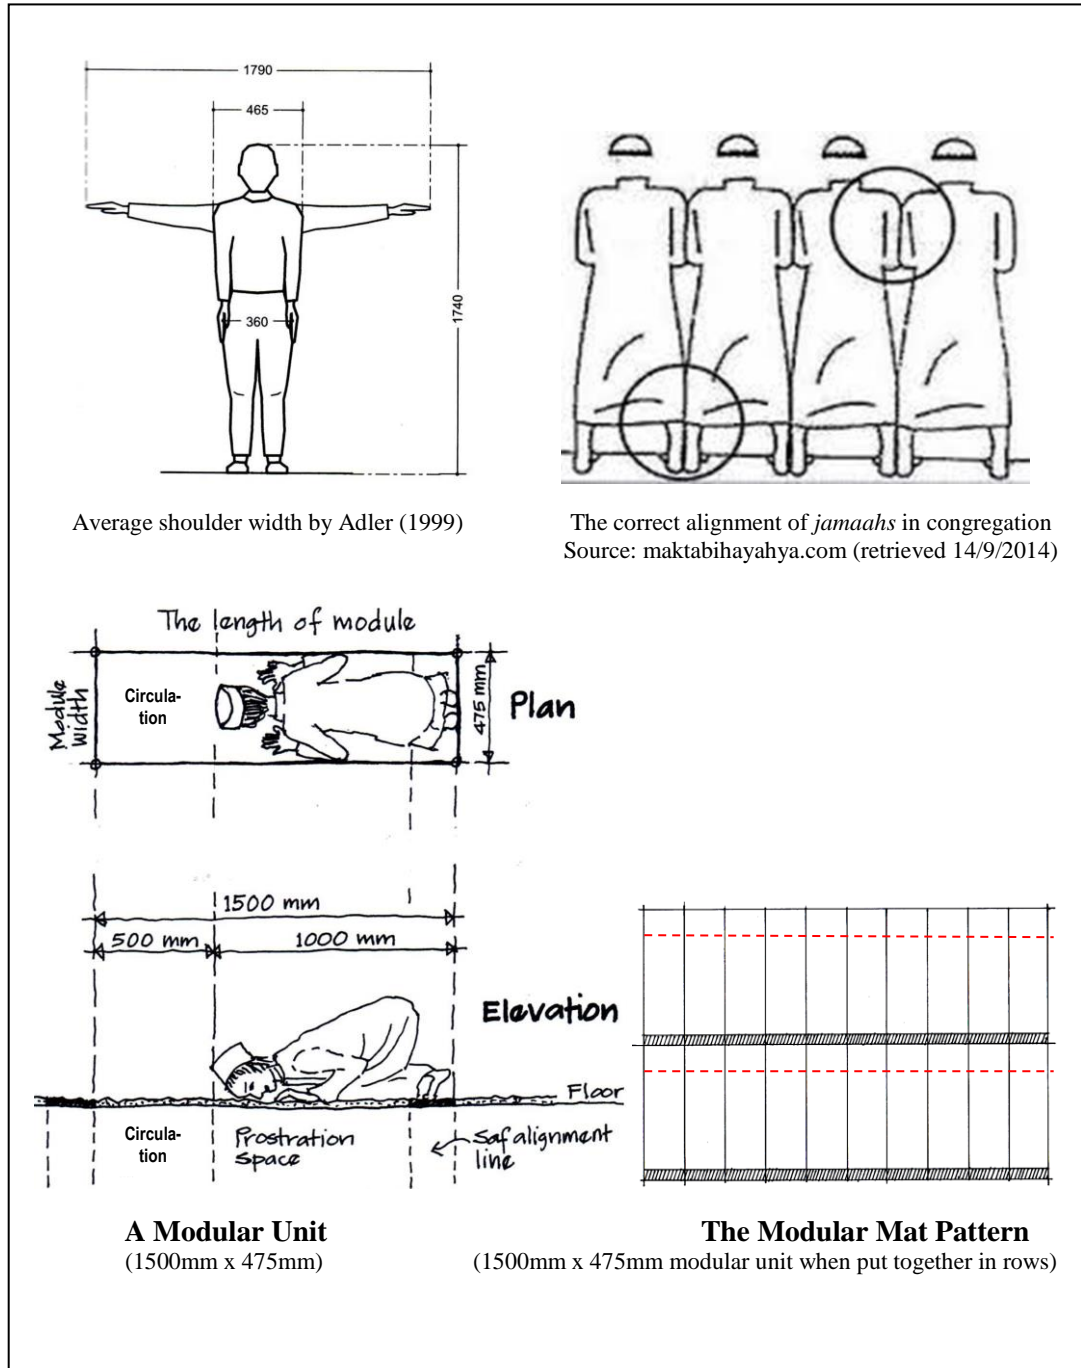 1790
465
1740
360
Average shoulder width by Adler (1999)
The correct alignment of jamaahs in congregation
Source: maktabihayahya.com (retrieved 14/9/2014)
The length of module
Module
width
Circula-
tion
475 mm
Plan
1500 mm
500 mm
1000 mm
Elevation
Floor
Circula-
tion
Prostration
space
Saf alignment
line
A Modular Unit
(1500mm x 475mm)
The Modular Mat Pattern
(1500mm x 475mm modular unit when put together in rows)